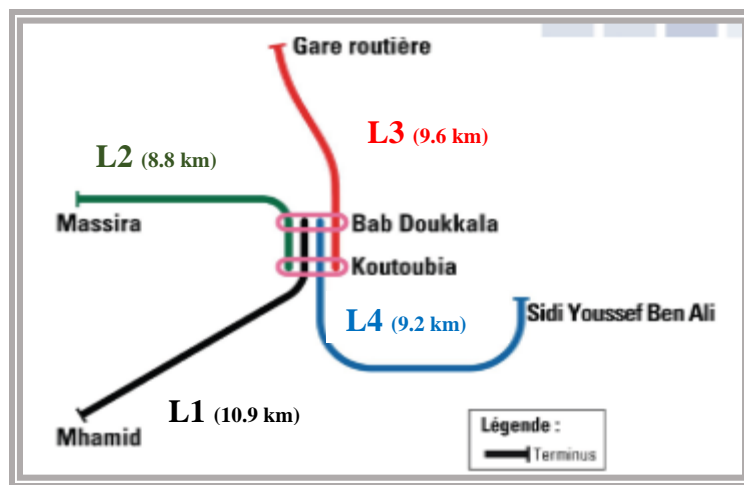 Gare routière
L3 (9.6 km)
L2 (8.8 km)
Massira
Bab Doukkala
Koutoubia
L4 (9.2 km)
Sidi Youssef Ben Ali
L1 (10.9 km)
Mhamid
Légende :
Terminus